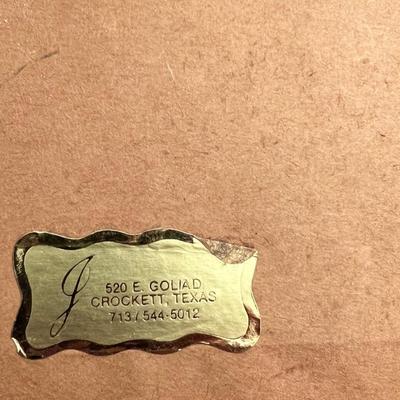 J
520 E. GOLIAD
CROCKETT, TEXAS
713 / 544-5012